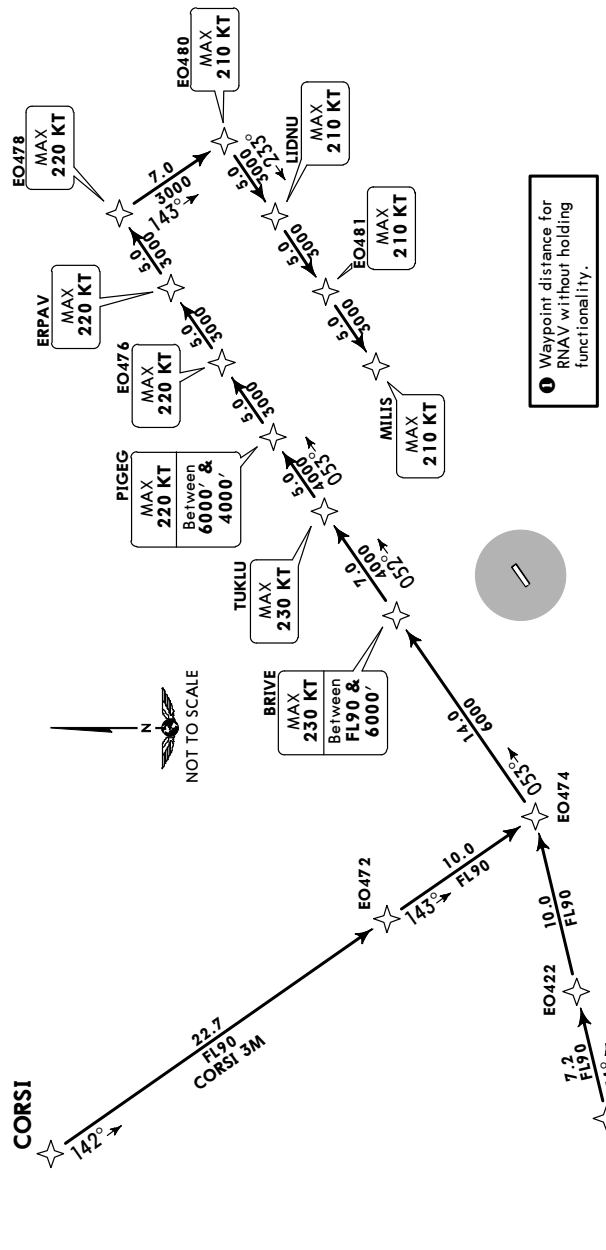 CORSI
142°
22.7
FL90
CORSI 3M
EO472
143°
10.0
FL90
7.2
FL90
EO422
10.0
FL90
EO474
053°
14.0
6000
N
NOT TO SCALE
BRIVE
MAX
230 KT
Between
FL90 &
6000'
052°
7.0
4000
TUKLU
MAX
230 KT
053°
5.0
4000
PIGEG
MAX
220 KT
Between
6000' &
4000'
5.0
3000
EO476
MAX
220 KT
5.0
3000
ERPAV
MAX
220 KT
5.0
3000
EO478
MAX
220 KT
143°
7.0
3000
EO480
MAX
210 KT
233°
5.0
3000
LIDNU
MAX
210 KT
5.0
3000
EO481
MAX
210 KT
5.0
3000
MILIS
MAX
210 KT
1 Waypoint distance for
RNAV without holding
functionality.